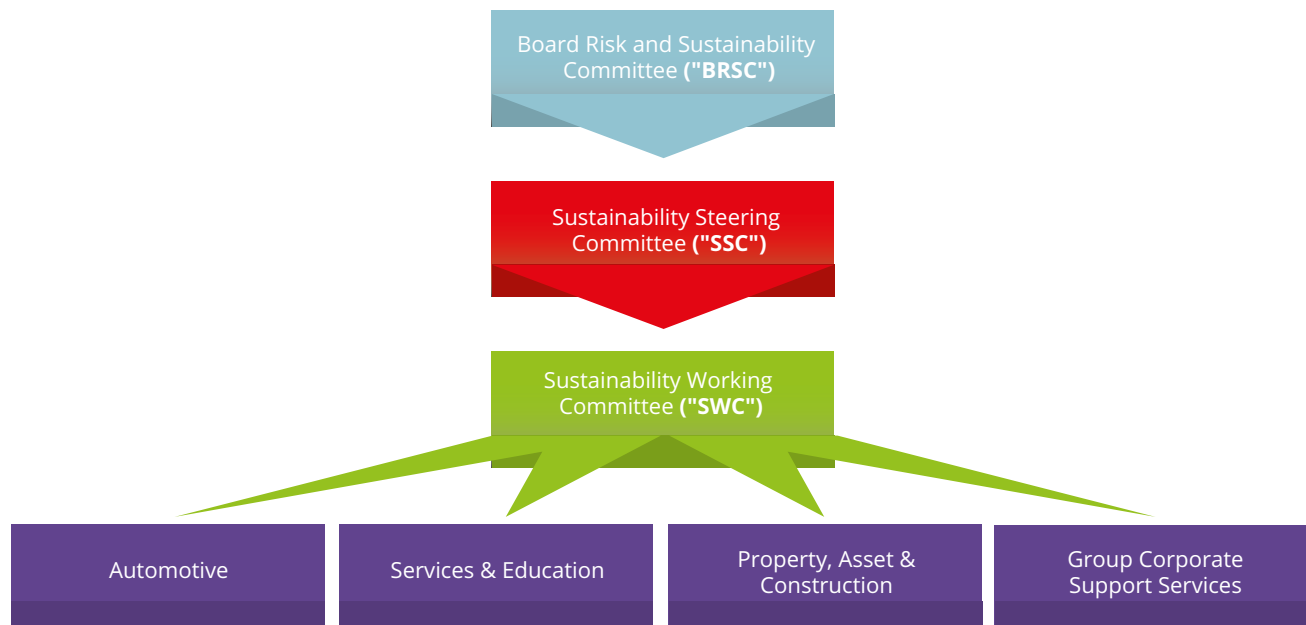 Board Risk and Sustainability
Committee ("BRSC")
Sustainability Steering
Committee ("SSC")
Sustainability Working
Committee ("SWC")
Automotive
Services & Education
Property, Asset &
Construction
Group Corporate
Support Services